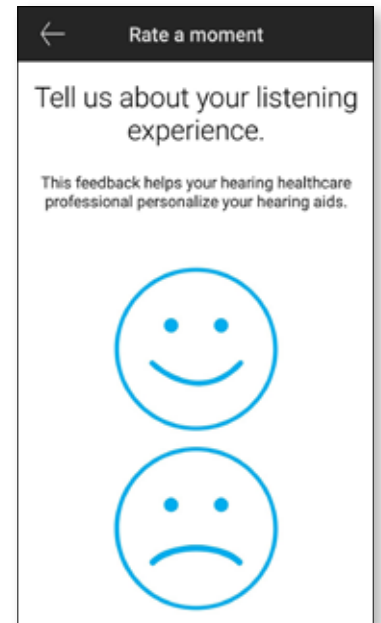 Rate a moment
Tell us about your listening
experience.
This feedback helps your hearing healthcare
professional personalize your hearing aids.